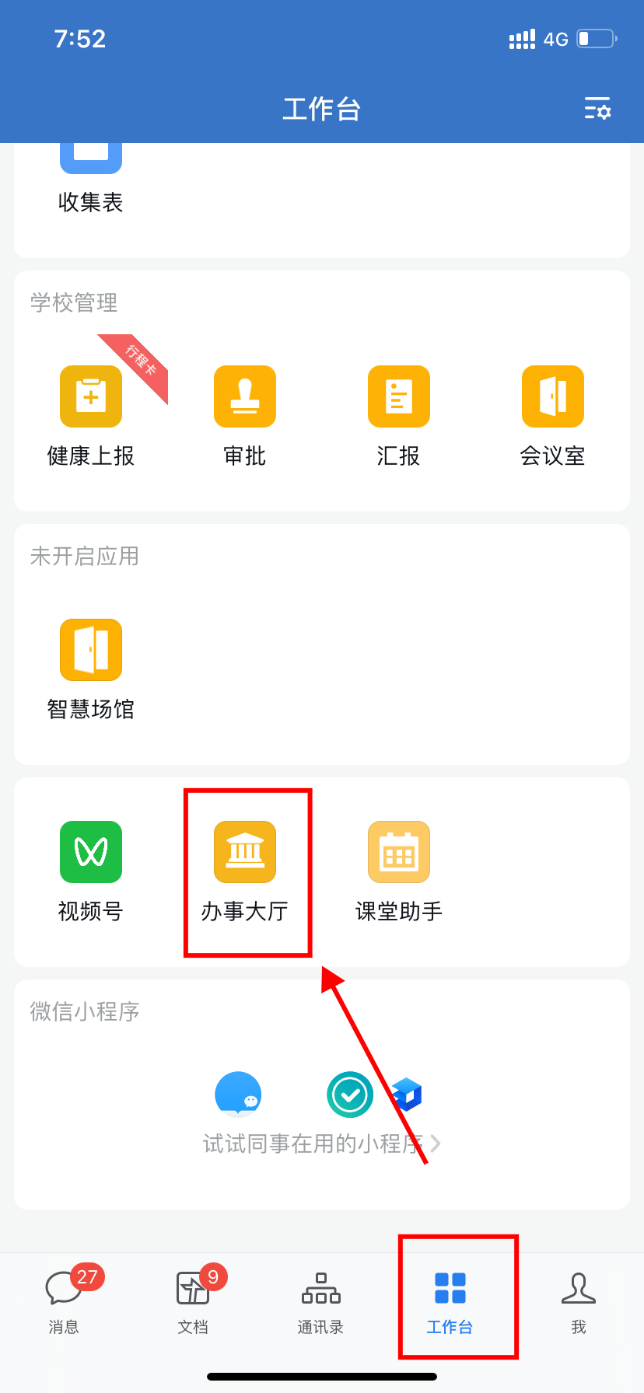 7:52
4G
工作台
收集表
学校管理
行程卡
健康上报
审批
汇报
会议室
未开启应用
智慧场馆
视频号
办事大厅
课堂助手
微信小程序
试试同事在用的小程序
27
9
消息
文档
通讯录
工作台
我